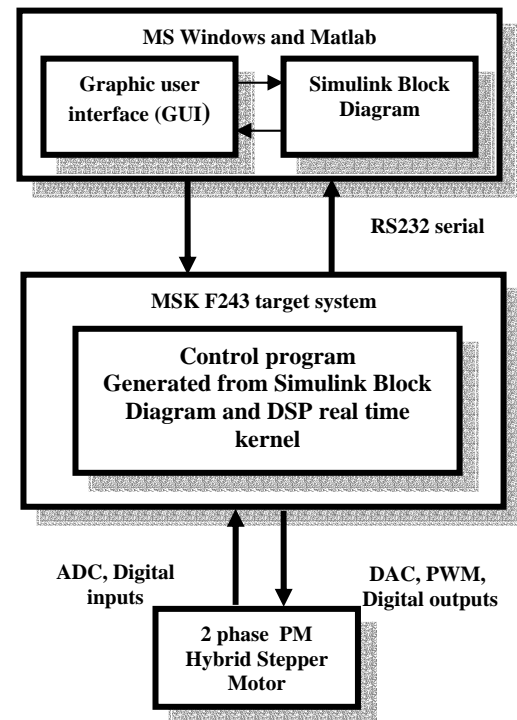 MS Windows and Matlab
Graphic user
interface (GUI)
Simulink Block
Diagram
RS232 serial
MSK F243 target system
Control program
Generated from Simulink Block
Diagram and DSP real time
kernel
ADC, Digital
inputs
DAC, PWM,
Digital outputs
2 phase PM
Hybrid Stepper
Motor